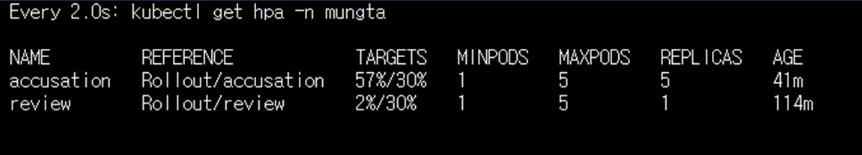 Every 2.0s: kubectl get hpa -n mungta
NAME REFERENCE TARGETS MINPODS MAXPODS REPLICAS AGE
accusation Rollout/accusation 57%/30% 1 5 5 41m
review Rollout/review 2%/30% 1 5 1 114m